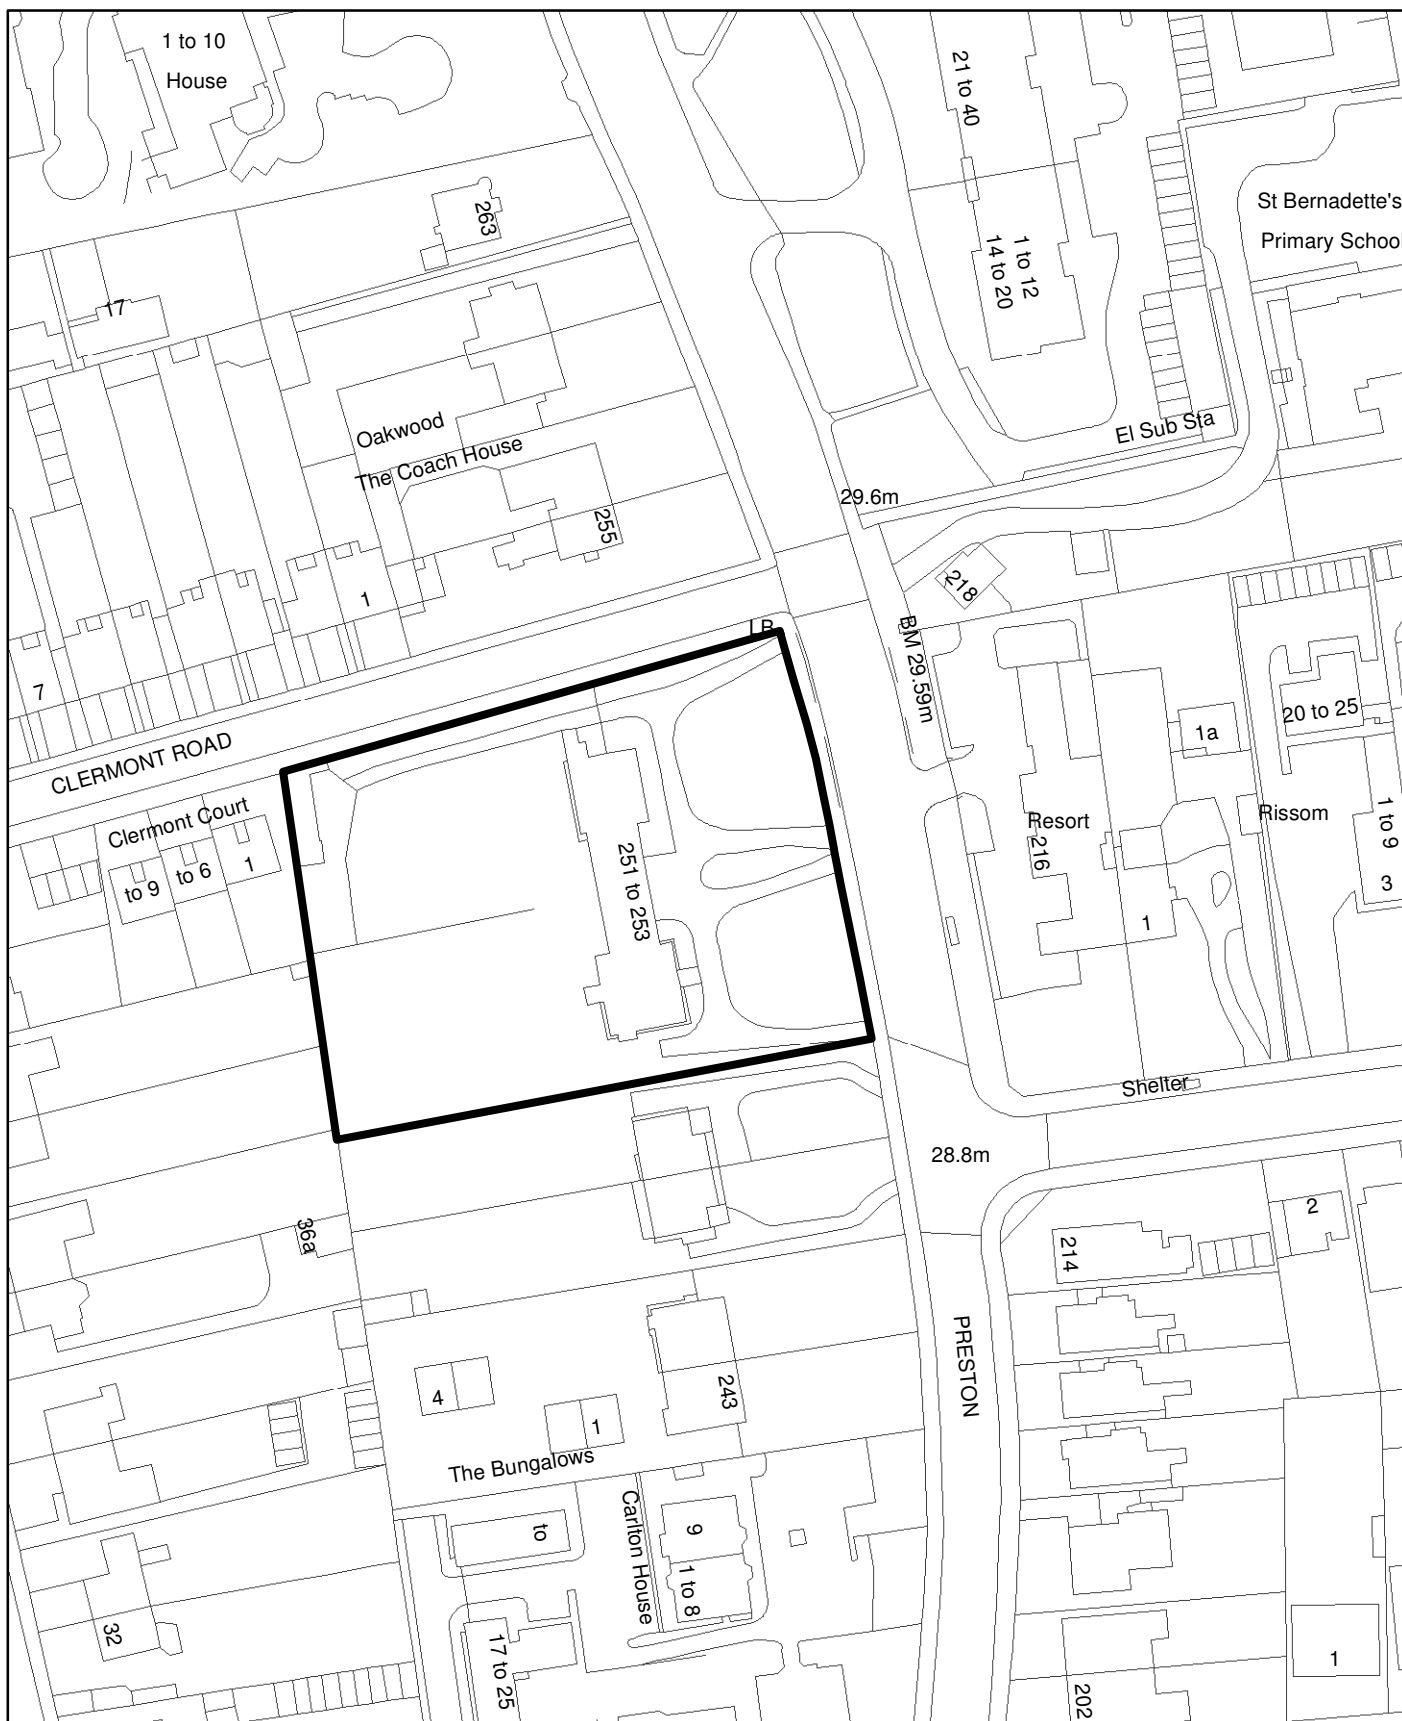 1 to 10
House
21 to 40
St Bernadette's
Primary School
263
1 to 12
14 to 20
17
Oakwood
El Sub Sta
The Coach House
29.6m
255
218
1
LB
BM 29.59m
7
20 to 25
1a
CLERMONT ROAD
Clermont Court
Resort
216
Rissom
1 to 9
3
1
to 6
to 9
251 to 253
1
Shelter
28.8m
2
36a
214
PRESTON
4
243
1
The Bungalows
Carlton House
to
9
1 to 8
32
17 to 25
1
202